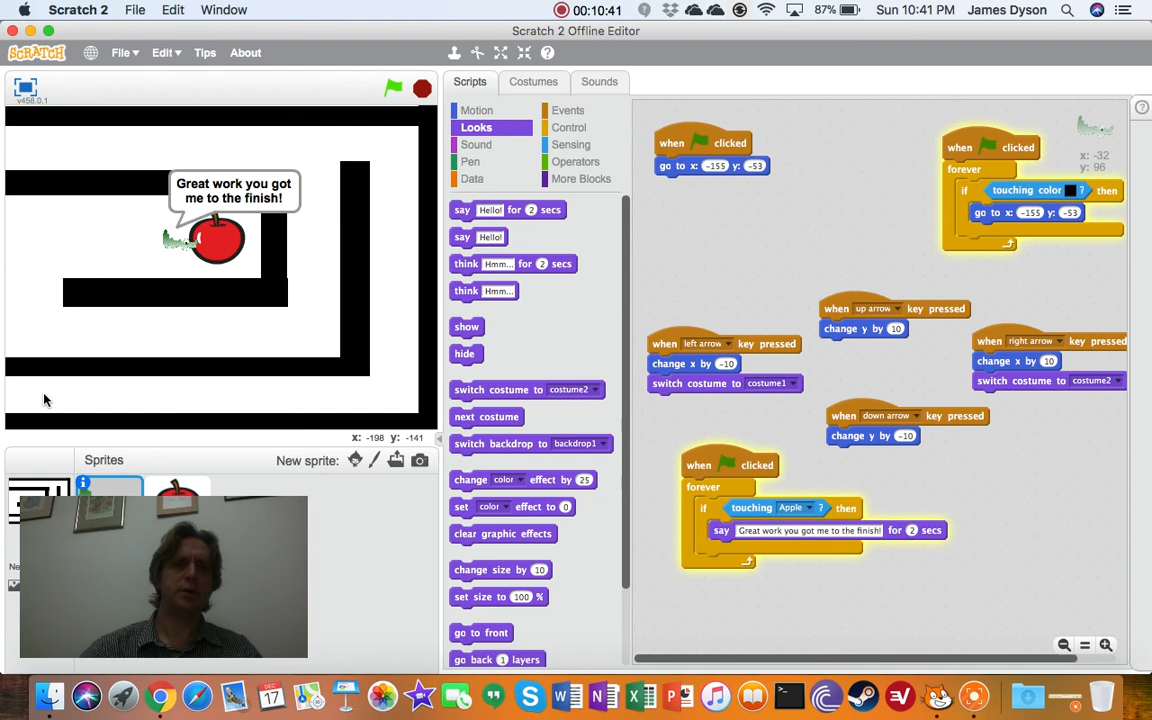 Scratch 2 File Edit Window 00:10:41 87% Sun 10:41 PM James Dyson
Scratch 2 Offline Editor
SCRATCH File Edit Tips About
v458.0.1
Scripts Costumes Sounds
Motion Events
Looks Control
Sound Sensing
Pen Operators
Data More Blocks
say Hello! for 2 secs
say Hello!
think Hmm... for 2 secs
think Hmm...
show
hide
switch costume to costume2
next costume
switch backdrop to backdrop1
change color effect by 25
set color effect to 0
clear graphic effects
change size by 10
set size to 100 %
go to front
go back 1 layers
Great work you got
me to the finish!
x: -198 y: -141
Sprites New sprite:
Ne
when clicked
go to x: -155 y: -53
when clicked
forever
if touching color ? then
go to x: -155 y: -53
x: -32
y: 96
when up arrow key pressed
change y by 10
when left arrow key pressed
change x by -10
switch costume to costume1
when right arrow key pressed
change x by 10
switch costume to costume2
when down arrow key pressed
change y by -10
when clicked
forever
if touching Apple ? then
say Great work you got me to the finish! for 2 secs
DEC
17